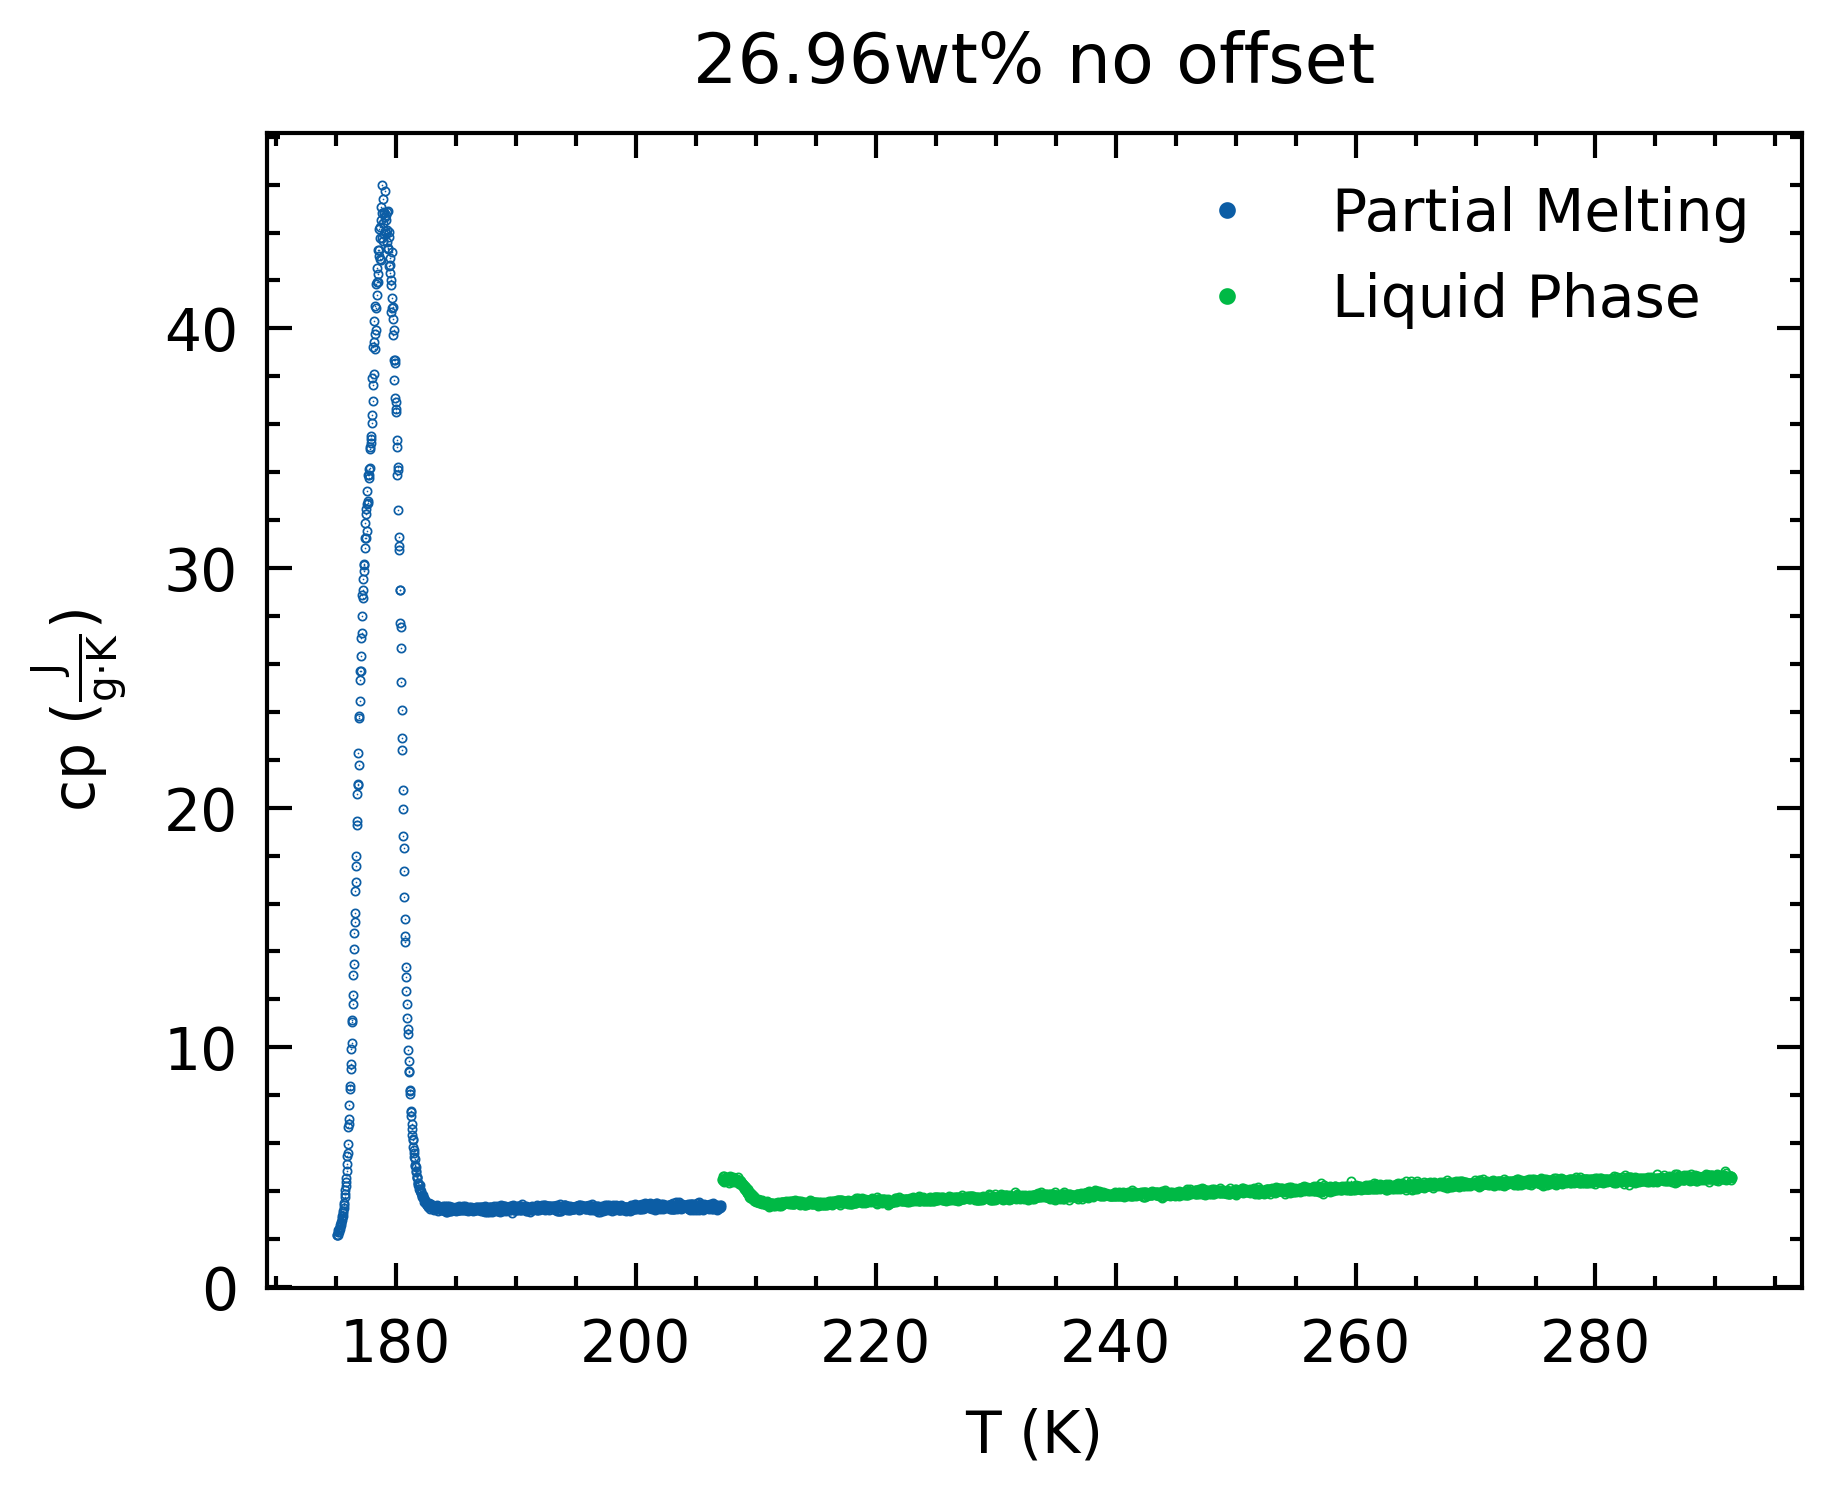 26.96wt% no offset
Partial Melting
Liquid Phase
40
30
20
10
0
cp (J/g·K)
180 200 220 240 260 280
T (K)